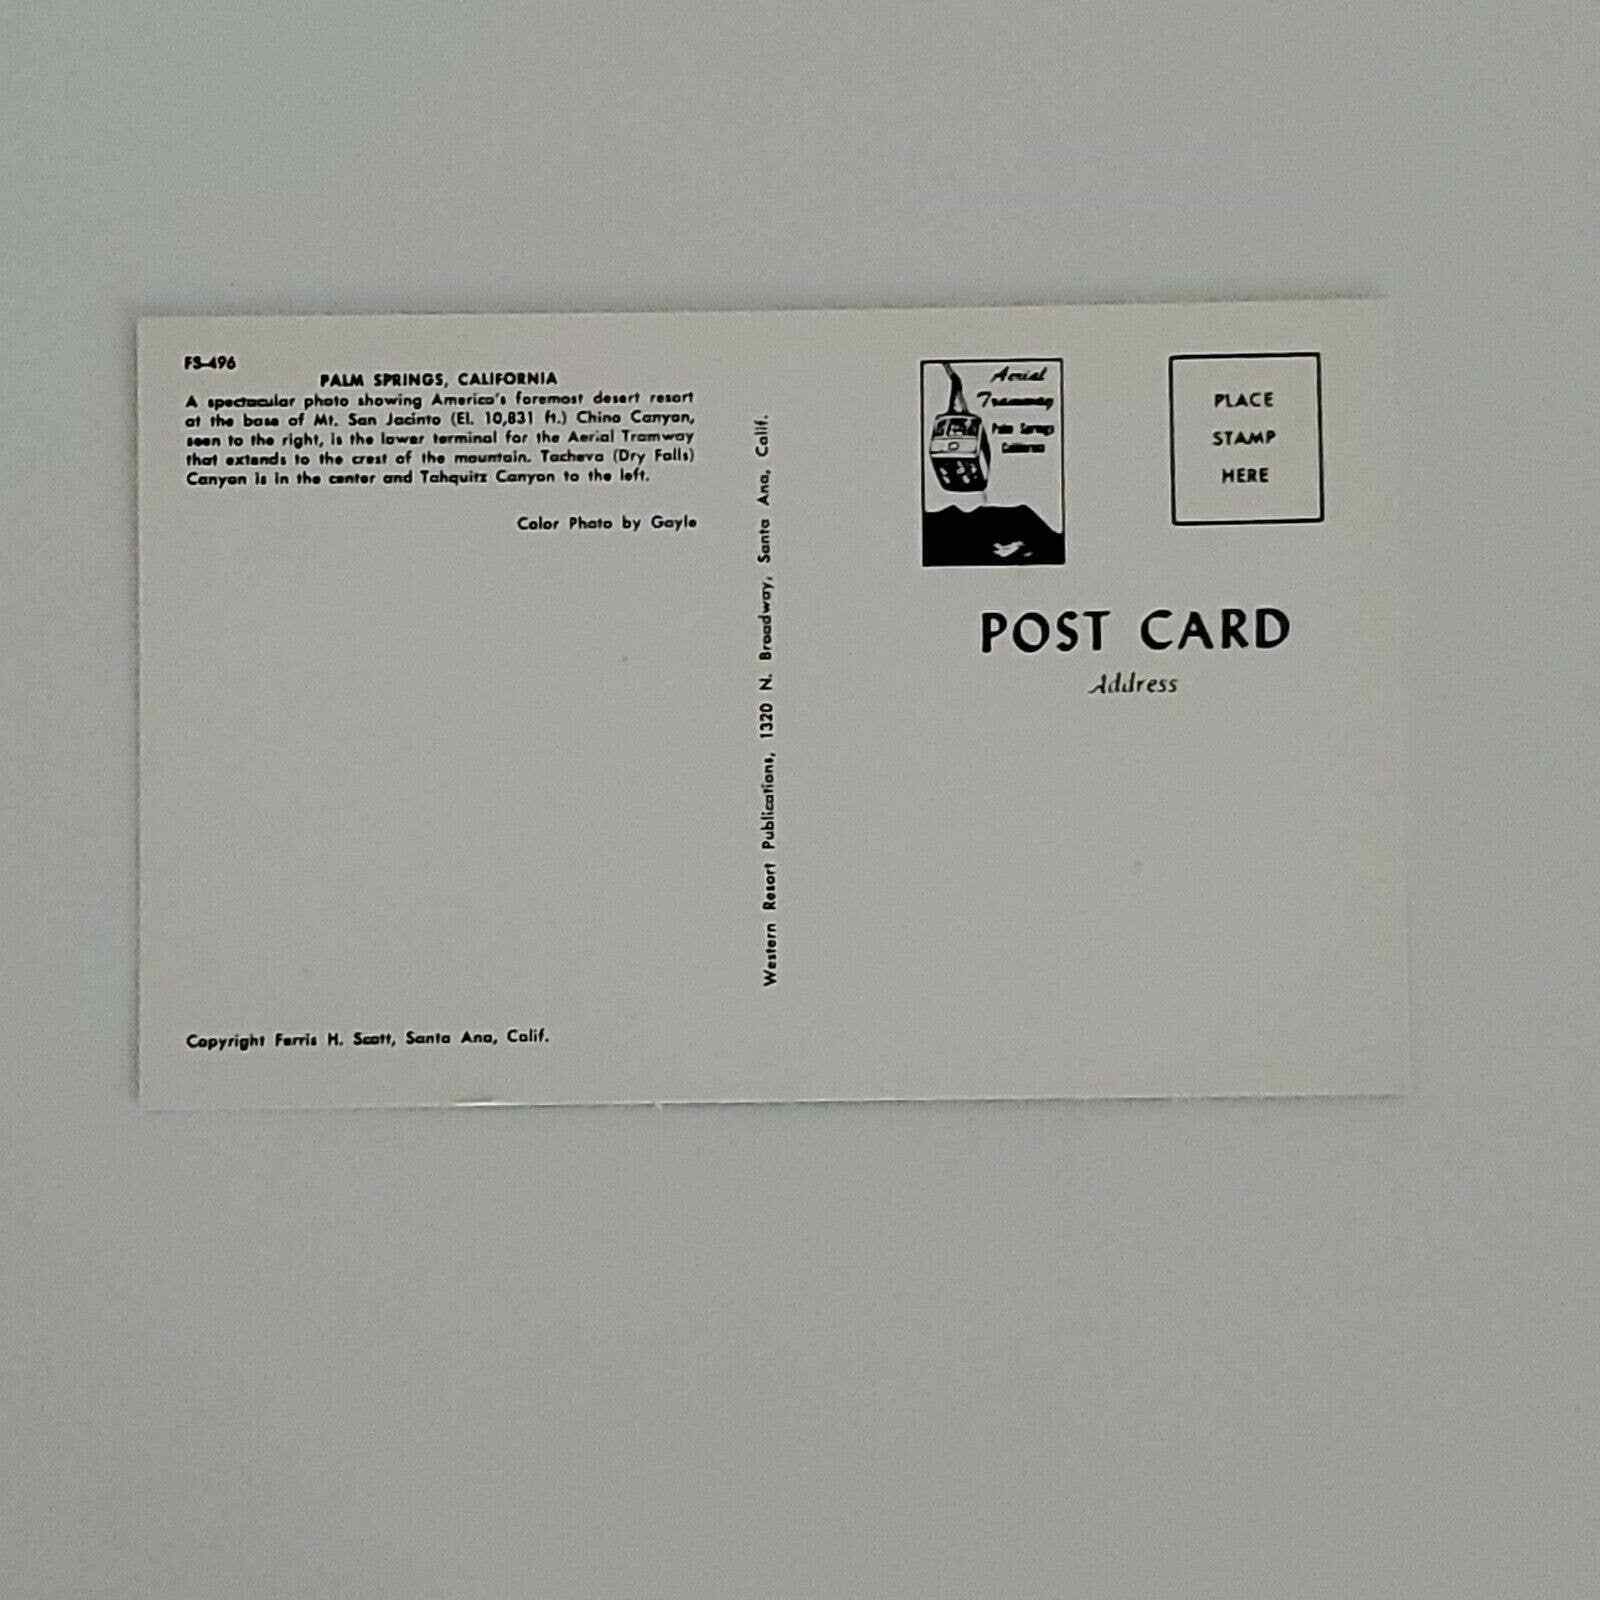 FS-496
PALM SPRINGS, CALIFORNIA
A spectacular photo showing America's foremost desert resort
at the base of Mt. San Jacinto (El. 10,831 ft.) Chino Canyon,
seen to the right, is the lower terminal for the Aerial Tramway
that extends to the crest of the mountain. Tacheva (Dry Falls)
Canyon is in the center and Tahquitz Canyon to the left.
Color Photo by Gayle
Copyright Ferris H. Scott, Santa Ana, Calif.
Western Resort Publications, 1320 N. Broadway, Santa Ana, Calif.
Aerial
Tramway
Palm Springs
California
PLACE
STAMP
HERE
POST CARD
Address